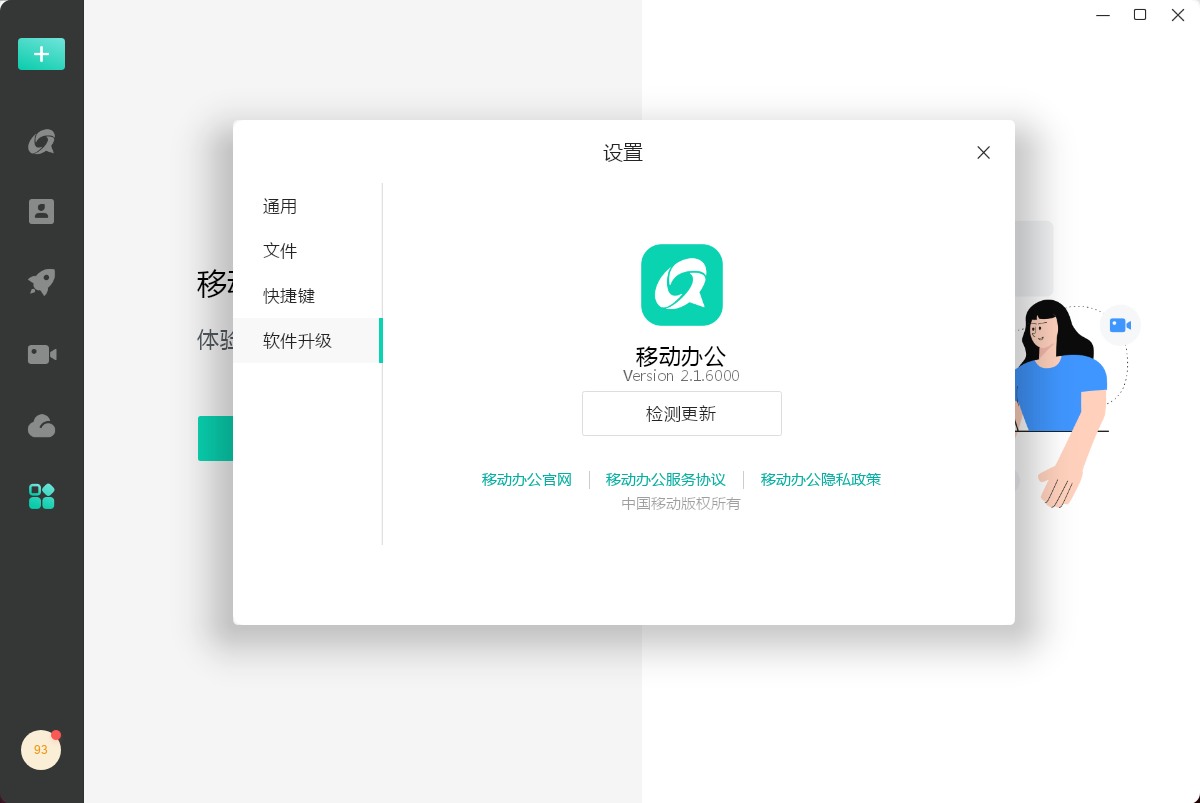 设置
通用
文件
快捷键
软件升级
移动办公
Version 2.1.6000
检测更新
移动办公官网
移动办公服务协议
移动办公隐私政策
中国移动版权所有
移
体
93